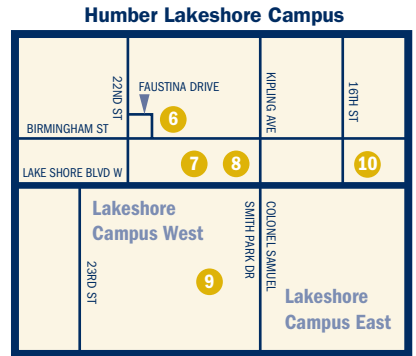 Humber Lakeshore Campus
22ND ST
FAUSTINA DRIVE
KIPLING AVE
16TH ST
6
BIRMINGHAM ST
7
8
10
LAKE SHORE BLVD W
Lakeshore
Campus West
SMITH PARK DR
COLONEL SAMUEL
23RD ST
9
Lakeshore
Campus East